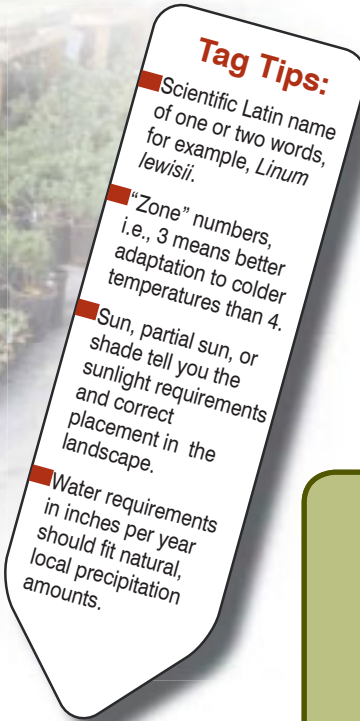 Tag Tips:
Scientific Latin name
of one or two words,
for example, Linum
lewisii.
“Zone” numbers,
i.e., 3 means better
adaptation to colder
temperatures than 4.
Sun, partial sun, or
shade tell you the
sunlight requirements
and correct
placement in the
landscape.
Water requirements
in inches per year
should fit natural,
local precipitation
amounts.